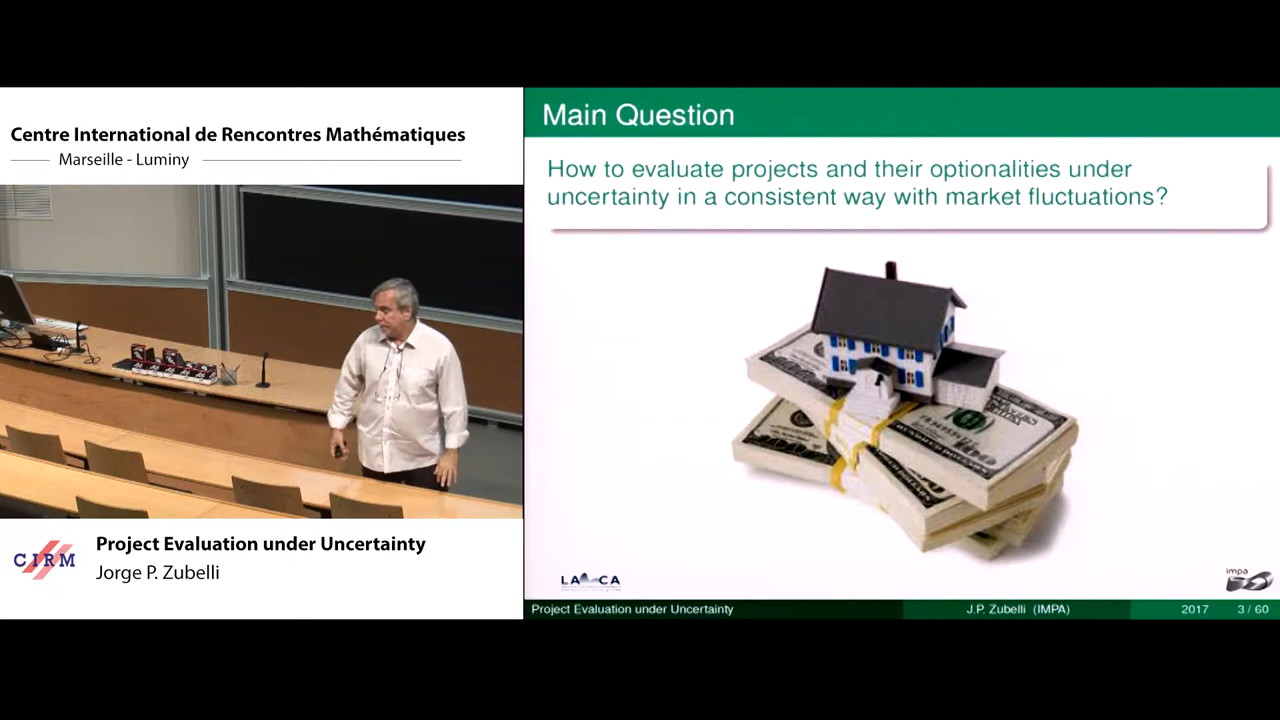 Centre International de Rencontres Mathématiques
Marseille - Luminy
CIRM
Project Evaluation under Uncertainty
Jorge P. Zubelli
Main Question
How to evaluate projects and their optionalities under
uncertainty in a consistent way with market fluctuations?
100
impa
Project Evaluation under Uncertainty
J.P. Zubelli (IMPA)
2017
3 / 60